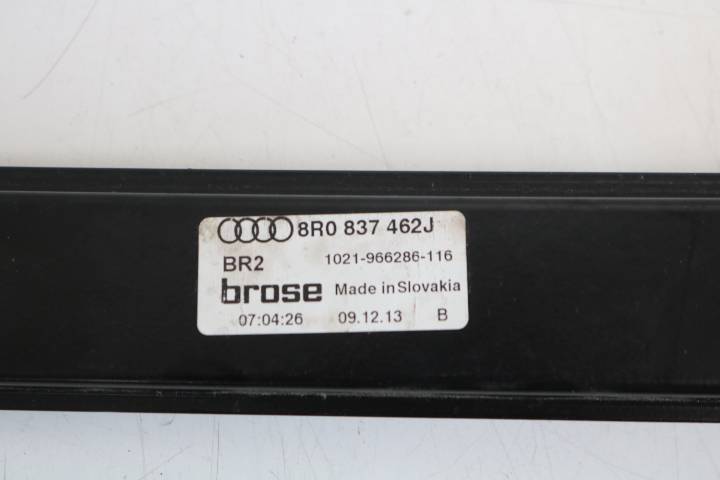 8R0 837 462J
BR2 1021-966286-116
brose Made in Slovakia
07:04:26 09.12.13 B